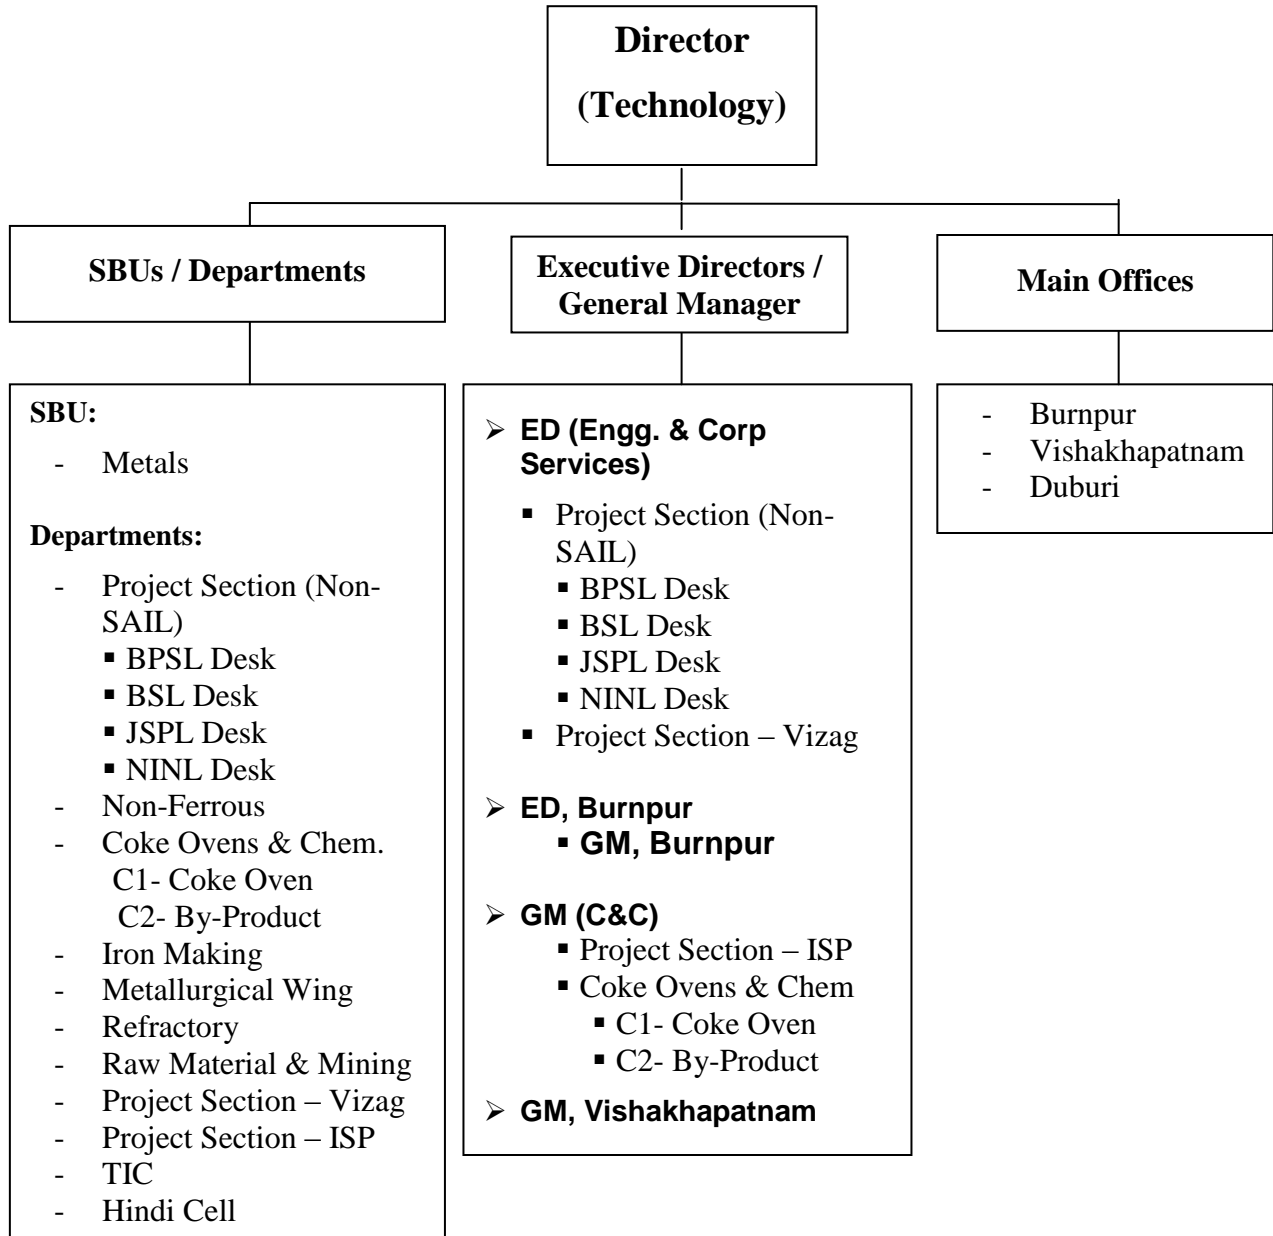 Director
(Technology)
SBUs / Departments
Executive Directors /
General Manager
Main Offices
SBU:
- Metals
Departments:
- Project Section (Non-
SAIL)
▪ BPSL Desk
▪ BSL Desk
▪ JSPL Desk
▪ NINL Desk
- Non-Ferrous
- Coke Ovens & Chem.
C1- Coke Oven
C2- By-Product
- Iron Making
- Metallurgical Wing
- Refractory
- Raw Material & Mining
- Project Section – Vizag
- Project Section – ISP
- TIC
- Hindi Cell
➢ ED (Engg. & Corp
Services)
▪ Project Section (Non-
SAIL)
▪ BPSL Desk
▪ BSL Desk
▪ JSPL Desk
▪ NINL Desk
▪ Project Section – Vizag
➢ ED, Burnpur
▪ GM, Burnpur
➢ GM (C&C)
▪ Project Section – ISP
▪ Coke Ovens & Chem
▪ C1- Coke Oven
▪ C2- By-Product
➢ GM, Vishakhapatnam
- Burnpur
- Vishakhapatnam
- Duburi